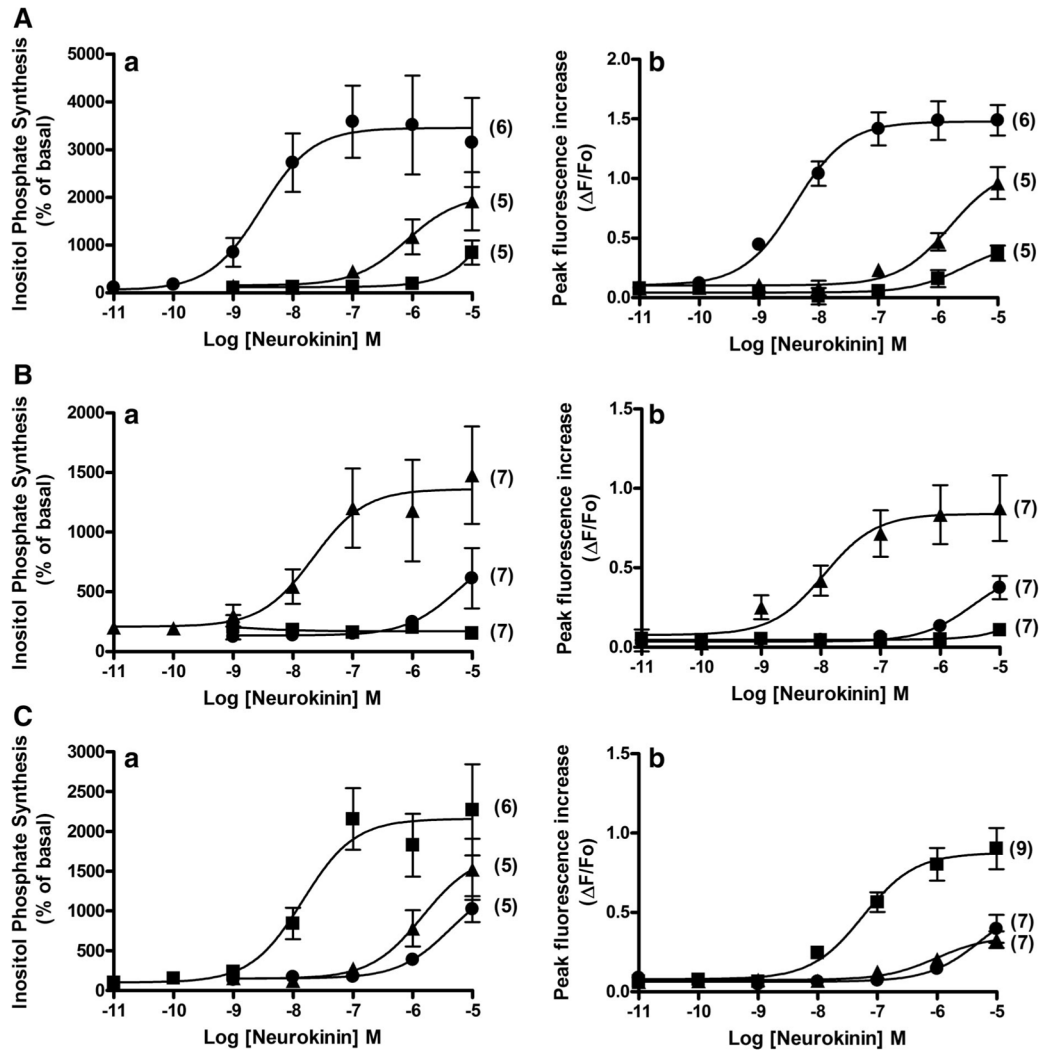 A
a
Inositol Phosphate Synthesis
(% of basal)
5000
4000
3000
2000
1000
0
(6)
(5)
(5)
-11 -10 -9 -8 -7 -6 -5
Log [Neurokinin] M
b
Peak fluorescence increase
(ΔF/Fo)
2.0
1.5
1.0
0.5
0.0
(6)
(5)
(5)
-11 -10 -9 -8 -7 -6 -5
Log [Neurokinin] M
B
a
Inositol Phosphate Synthesis
(% of basal)
2000
1500
1000
500
0
(7)
(7)
(7)
-11 -10 -9 -8 -7 -6 -5
Log [Neurokinin] M
b
Peak fluorescence increase
(ΔF/Fo)
1.5
1.0
0.5
0.0
(7)
(7)
(7)
-11 -10 -9 -8 -7 -6 -5
Log [Neurokinin] M
C
a
Inositol Phosphate Synthesis
(% of basal)
3000
2500
2000
1500
1000
500
0
(6)
(5)
(5)
-11 -10 -9 -8 -7 -6 -5
Log [Neurokinin] M
b
Peak fluorescence increase
(ΔF/Fo)
1.5
1.0
0.5
0.0
(9)
(7)
(7)
-11 -10 -9 -8 -7 -6 -5
Log [Neurokinin] M